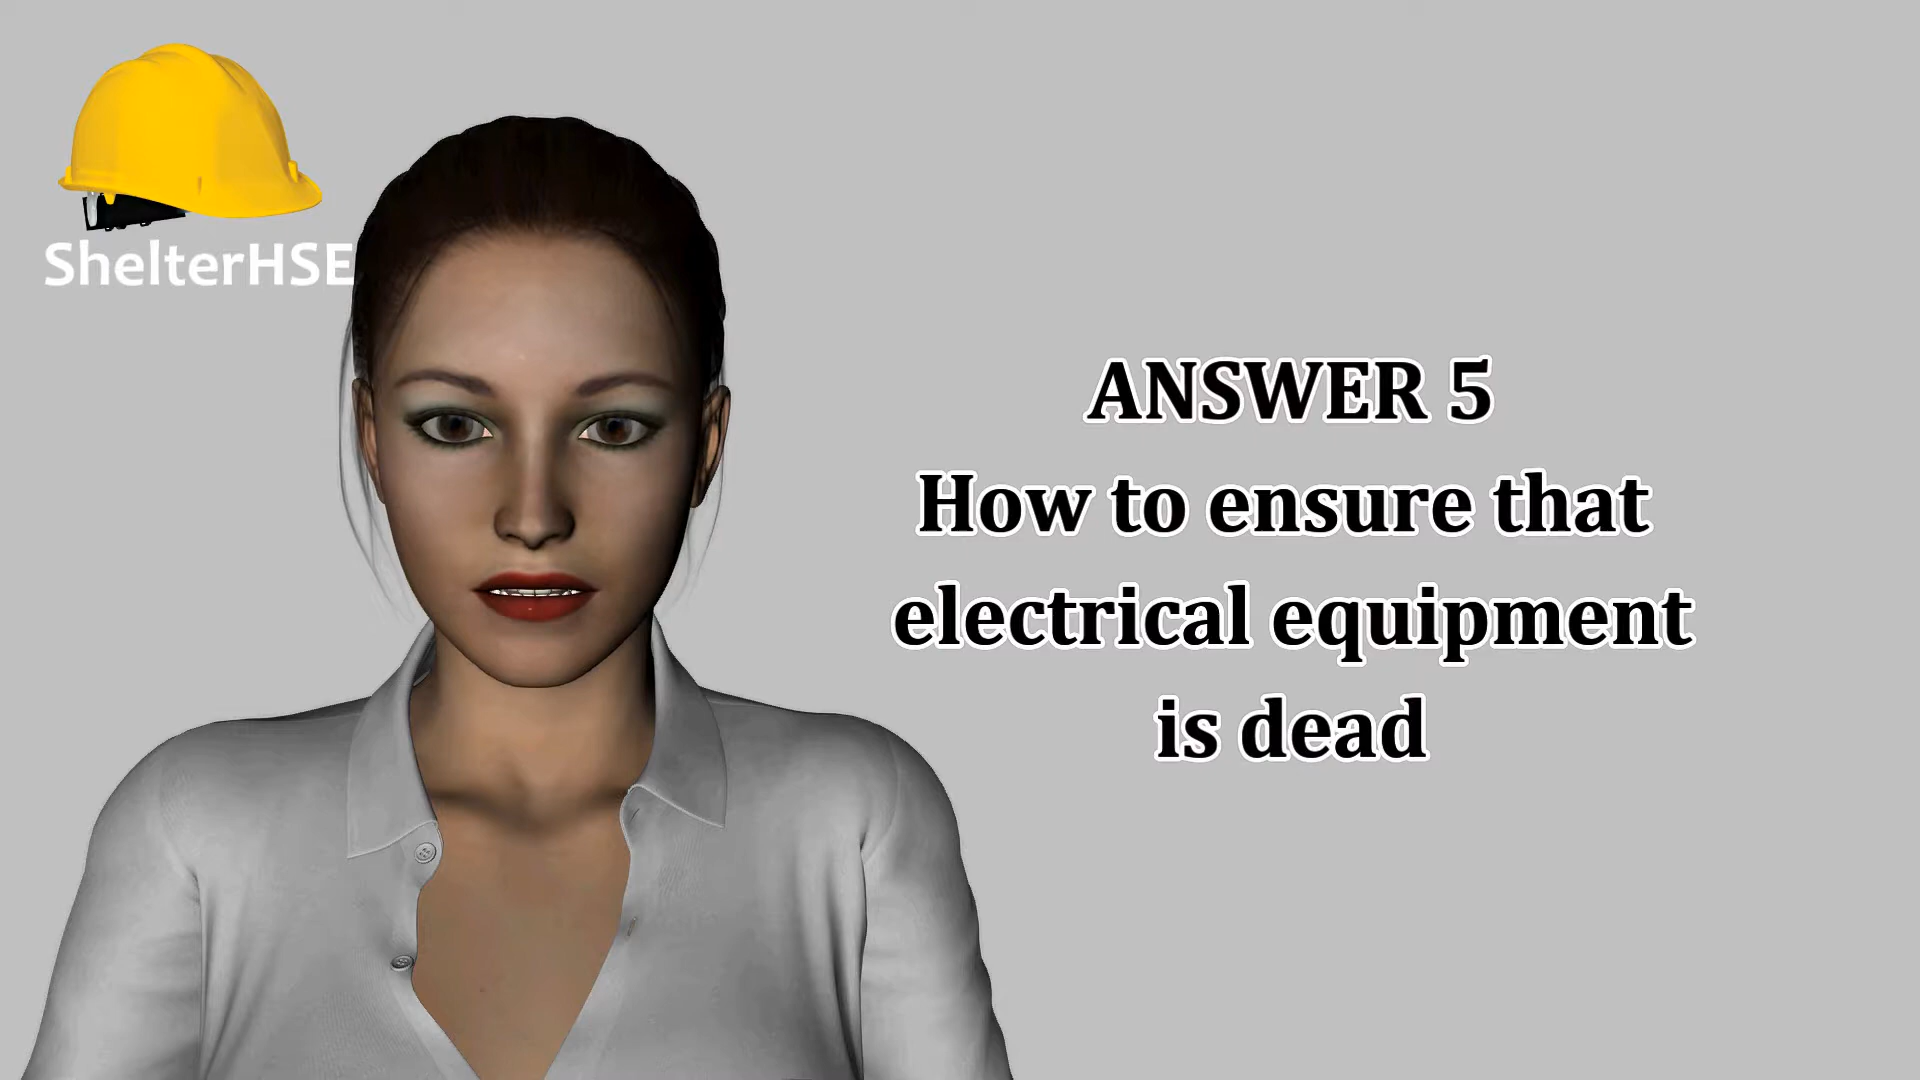 ShelterHSE
ANSWER 5
How to ensure that
electrical equipment
is dead